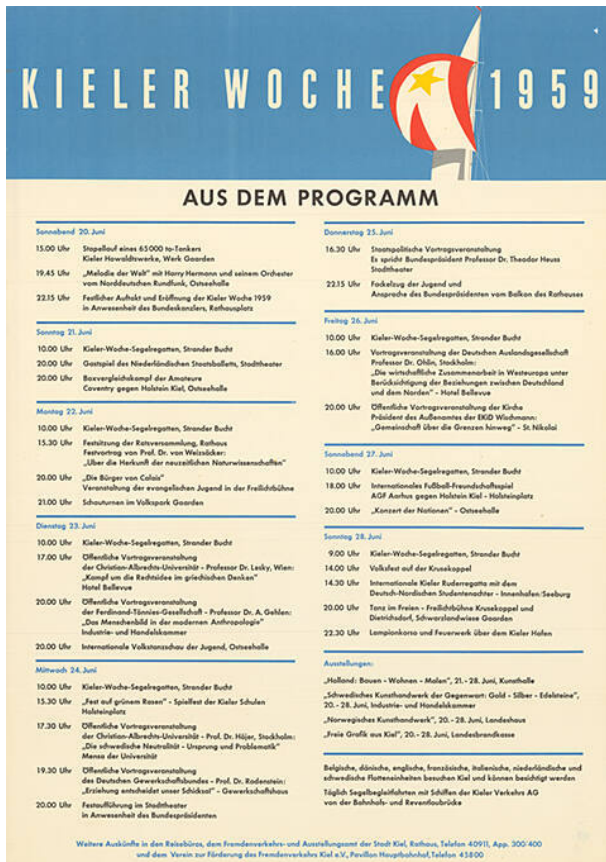 KIELER WOCHE 1959
AUS DEM PROGRAMM
Sonnabend 20. Juni
15.00 Uhr Stapellauf eines 65 000 to-Tankers
Kieler Howaldtswerke, Werk Gaarden
19.45 Uhr „Melodie der Welt" mit Harry Hermann und seinem Orchester
vom Norddeutschen Rundfunk, Ostseehalle
22.15 Uhr Festlicher Auftakt und Eröffnung der Kieler Woche 1959
in Anwesenheit des Bundeskanzlers, Rathausplatz
Sonntag 21. Juni
10.00 Uhr Kieler-Woche-Segelregatten, Strander Bucht
20.00 Uhr Gastspiel des Niederländischen Staatsballetts, Stadttheater
20.00 Uhr Boxvergleichskampf der Amateure
Coventry gegen Holstein Kiel, Ostseehalle
Montag 22. Juni
10.00 Uhr Kieler-Woche-Segelregatten, Strander Bucht
15.30 Uhr Festsitzung der Ratsversammlung, Rathaus
Festvortrag von Prof. Dr. von Weizsäcker:
„Über die Herkunft der neuzeitlichen Naturwissenschaften"
20.00 Uhr „Die Bürger von Calais"
Veranstaltung der evangelischen Jugend in der Freilichtbühne
21.00 Uhr Schauturnen im Volkspark Gaarden
Dienstag 23. Juni
10.00 Uhr Kieler-Woche-Segelregatten, Strander Bucht
17.00 Uhr Öffentliche Vortragsveranstaltung
der Christian-Albrechts-Universität - Professor Dr. Lesky, Wien:
„Kampf um die Rechtsidee im griechischen Denken"
Hotel Bellevue
20.00 Uhr Öffentliche Vortragsveranstaltung
der Ferdinand-Tönnies-Gesellschaft - Professor Dr. A. Gehlen:
„Das Menschenbild in der modernen Anthropologie"
Industrie- und Handelskammer
20.00 Uhr Internationale Volkstanzschau der Jugend, Ostseehalle
Mittwoch 24. Juni
10.00 Uhr Kieler-Woche-Segelregatten, Strander Bucht
15.30 Uhr „Fest auf grünem Rasen" - Spielfest der Kieler Schulen
Holsteinplatz
17.30 Uhr Öffentliche Vortragsveranstaltung
der Christian-Albrechts-Universität - Prof. Dr. Höjer, Stockholm:
„Die schwedische Neutralität - Ursprung und Problematik"
Mensa der Universität
19.30 Uhr Öffentliche Vortragsveranstaltung
des Deutschen Gewerkschaftsbundes - Prof. Dr. Rodenstein:
„Erziehung entscheidet unser Schicksal" - Gewerkschaftshaus
20.00 Uhr Festaufführung im Stadttheater
in Anwesenheit des Bundespräsidenten
Donnerstag 25. Juni
16.30 Uhr Staatspolitische Vortragsveranstaltung
Es spricht Bundespräsident Professor Dr. Theodor Heuss
Stadttheater
22.15 Uhr Fackelzug der Jugend und
Ansprache des Bundespräsidenten vom Balkon des Rathauses
Freitag 26. Juni
10.00 Uhr Kieler-Woche-Segelregatten, Strander Bucht
16.00 Uhr Vortragsveranstaltung der Deutschen Auslandsgesellschaft
Professor Dr. Ohlin, Stockholm:
„Die wirtschaftliche Zusammenarbeit in Westeuropa unter
Berücksichtigung der Beziehungen zwischen Deutschland
und dem Norden" - Hotel Bellevue
20.00 Uhr Öffentliche Vortragsveranstaltung der Kirche
Präsident des Außenamtes der EKiD Wischmann:
„Gemeinschaft über die Grenzen hinweg" - St. Nikolai
Sonnabend 27. Juni
10.00 Uhr Kieler-Woche-Segelregatten, Strander Bucht
18.00 Uhr Internationales Fußball-Freundschaftsspiel
AGF Aarhus gegen Holstein Kiel - Holsteinplatz
20.00 Uhr „Konzert der Nationen" - Ostseehalle
Sonntag 28. Juni
9.00 Uhr Kieler-Woche-Segelregatten, Strander Bucht
14.00 Uhr Volksfest auf der Krusekoppel
14.30 Uhr Internationale Kieler Ruderregatta mit dem
Deutsch-Nordischen Studentenachter - Innenhafen/Seeburg
20.00 Uhr Tanz im Freien - Freilichtbühne Krusekoppel und
Dietrichsdorf, Schwarzlandwiese Gaarden
22.30 Uhr Lampionkorso und Feuerwerk über dem Kieler Hafen
Ausstellungen:
„Holland: Bauen - Wohnen - Malen", 21. - 28. Juni, Kunsthalle
„Schwedisches Kunsthandwerk der Gegenwart: Gold - Silber - Edelsteine",
20. - 28. Juni, Industrie- und Handelskammer
„Norwegisches Kunsthandwerk", 20. - 28. Juni, Landeshaus
„Freie Grafik aus Kiel", 20. - 28. Juni, Landesbrandkasse
Belgische, dänische, englische, französische, italienische, niederländische und
schwedische Flotteneinheiten besuchen Kiel und können besichtigt werden
Täglich Segelbegleitfahrten mit Schiffen der Kieler Verkehrs AG
von der Bahnhofs- und Reventloubrücke
Weitere Auskünfte in den Reisebüros, dem Fremdenverkehrs- und Ausstellungsamt der Stadt Kiel, Rathaus, Telefon 40911, App. 300/400
und dem Verein zur Förderung des Fremdenverkehrs Kiel e.V., Pavillon Hauptbahnhof, Telefon 45800